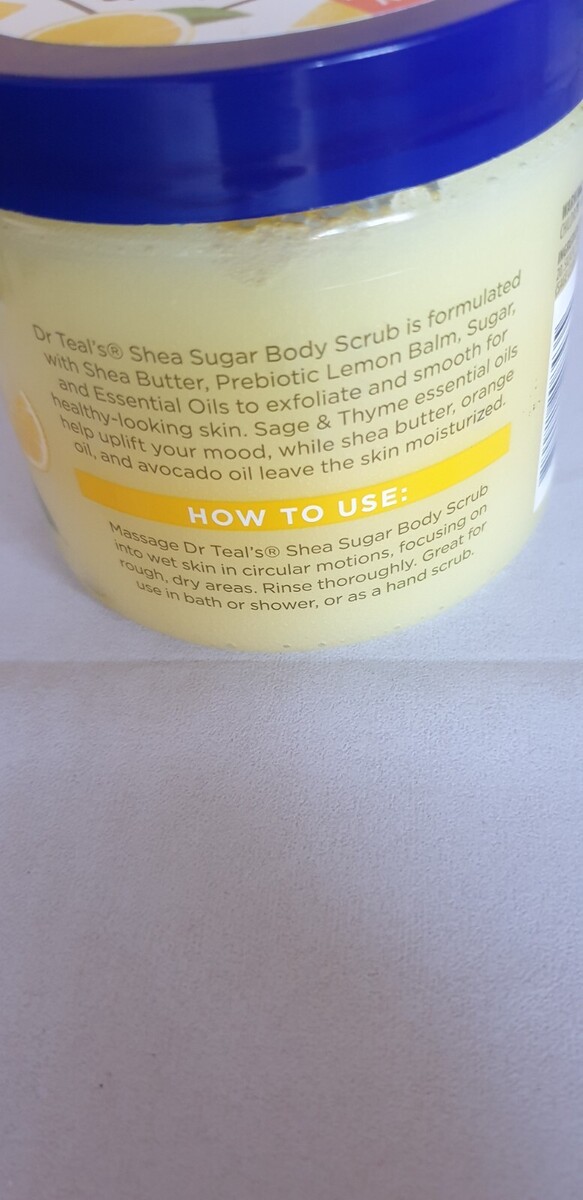 Dr Teal's® Shea Sugar Body Scrub is formulated
with Shea Butter, Prebiotic Lemon Balm, Sugar,
and Essential Oils to exfoliate and smooth for
healthy-looking skin. Sage & Thyme essential oils
help uplift your mood, while shea butter, orange
oil, and avocado oil leave the skin moisturized.
HOW TO USE:
Massage Dr Teal's® Shea Sugar Body Scrub
into wet skin in circular motions, focusing on
rough, dry areas. Rinse thoroughly. Great for
use in bath or shower, or as a hand scrub.